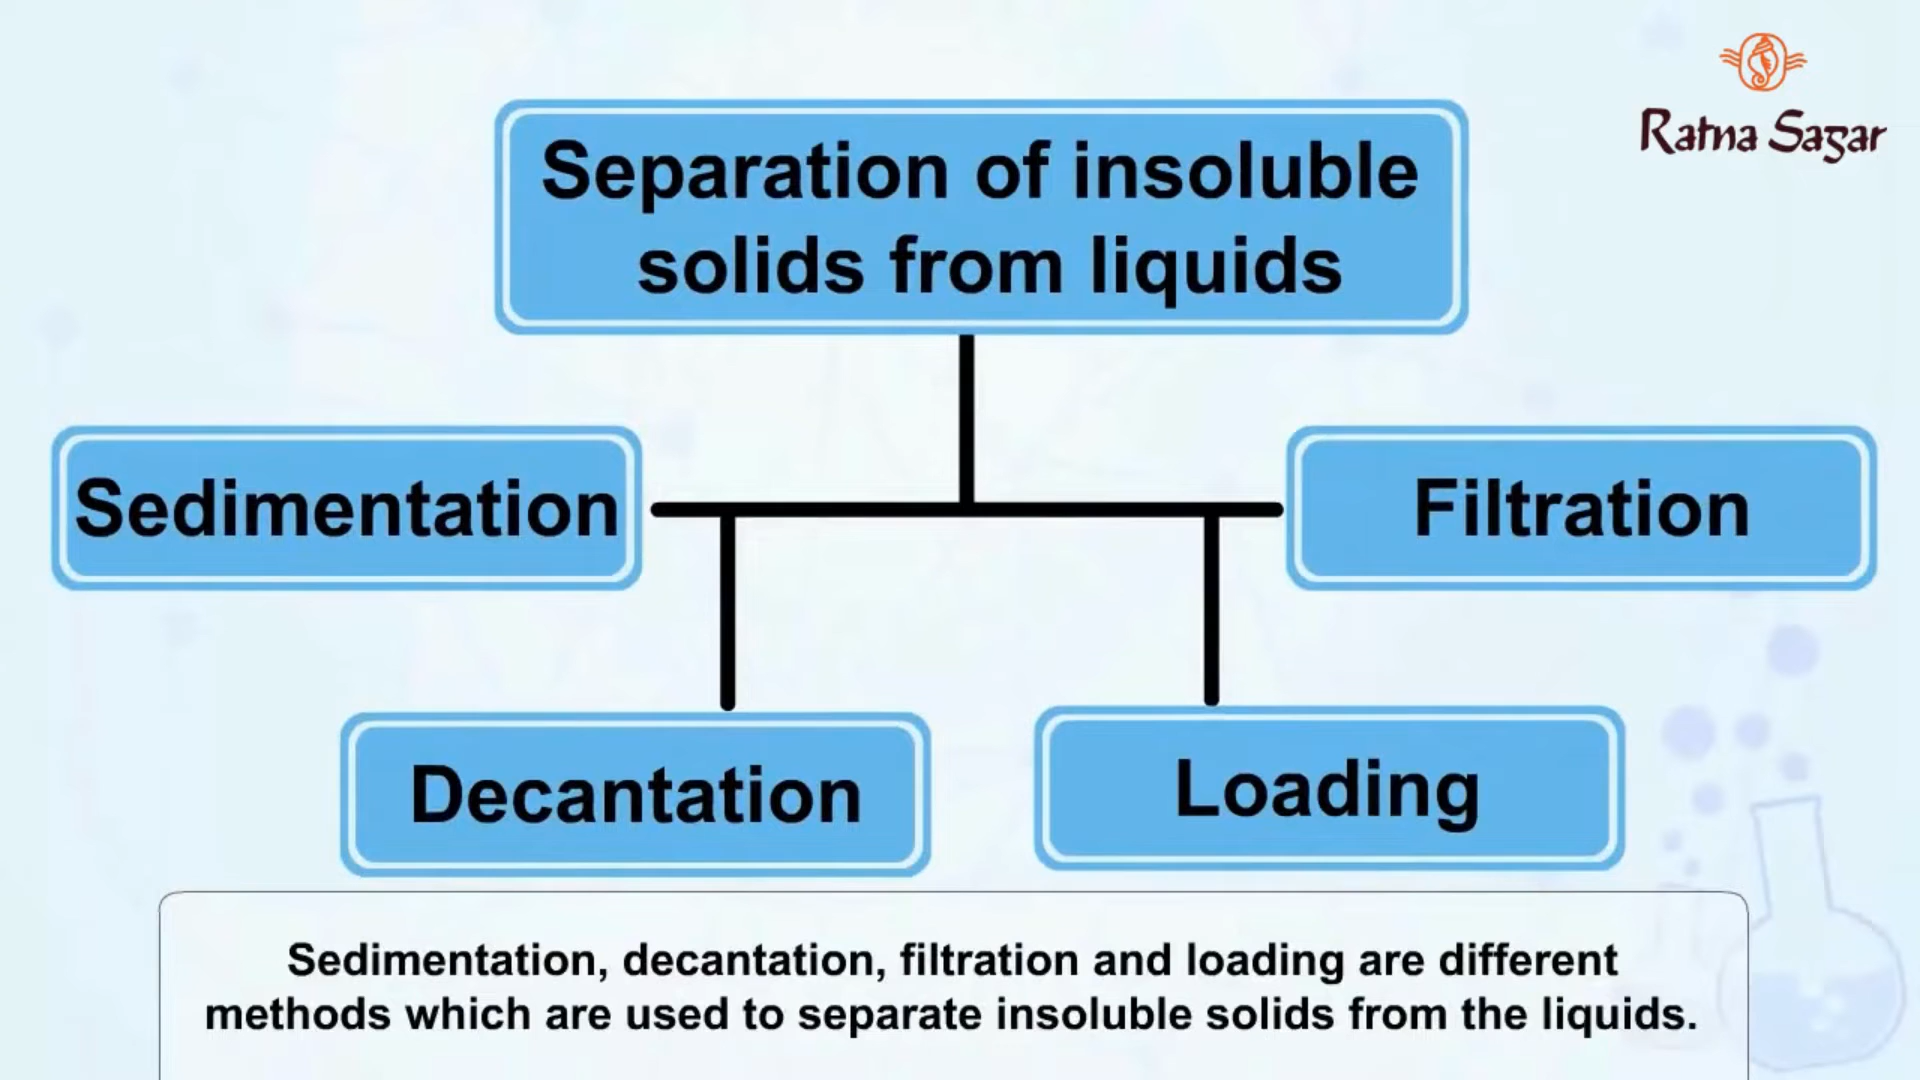 Ratna Sagar
Separation of insoluble
solids from liquids
Sedimentation
Filtration
Decantation
Loading
Sedimentation, decantation, filtration and loading are different
methods which are used to separate insoluble solids from the liquids.